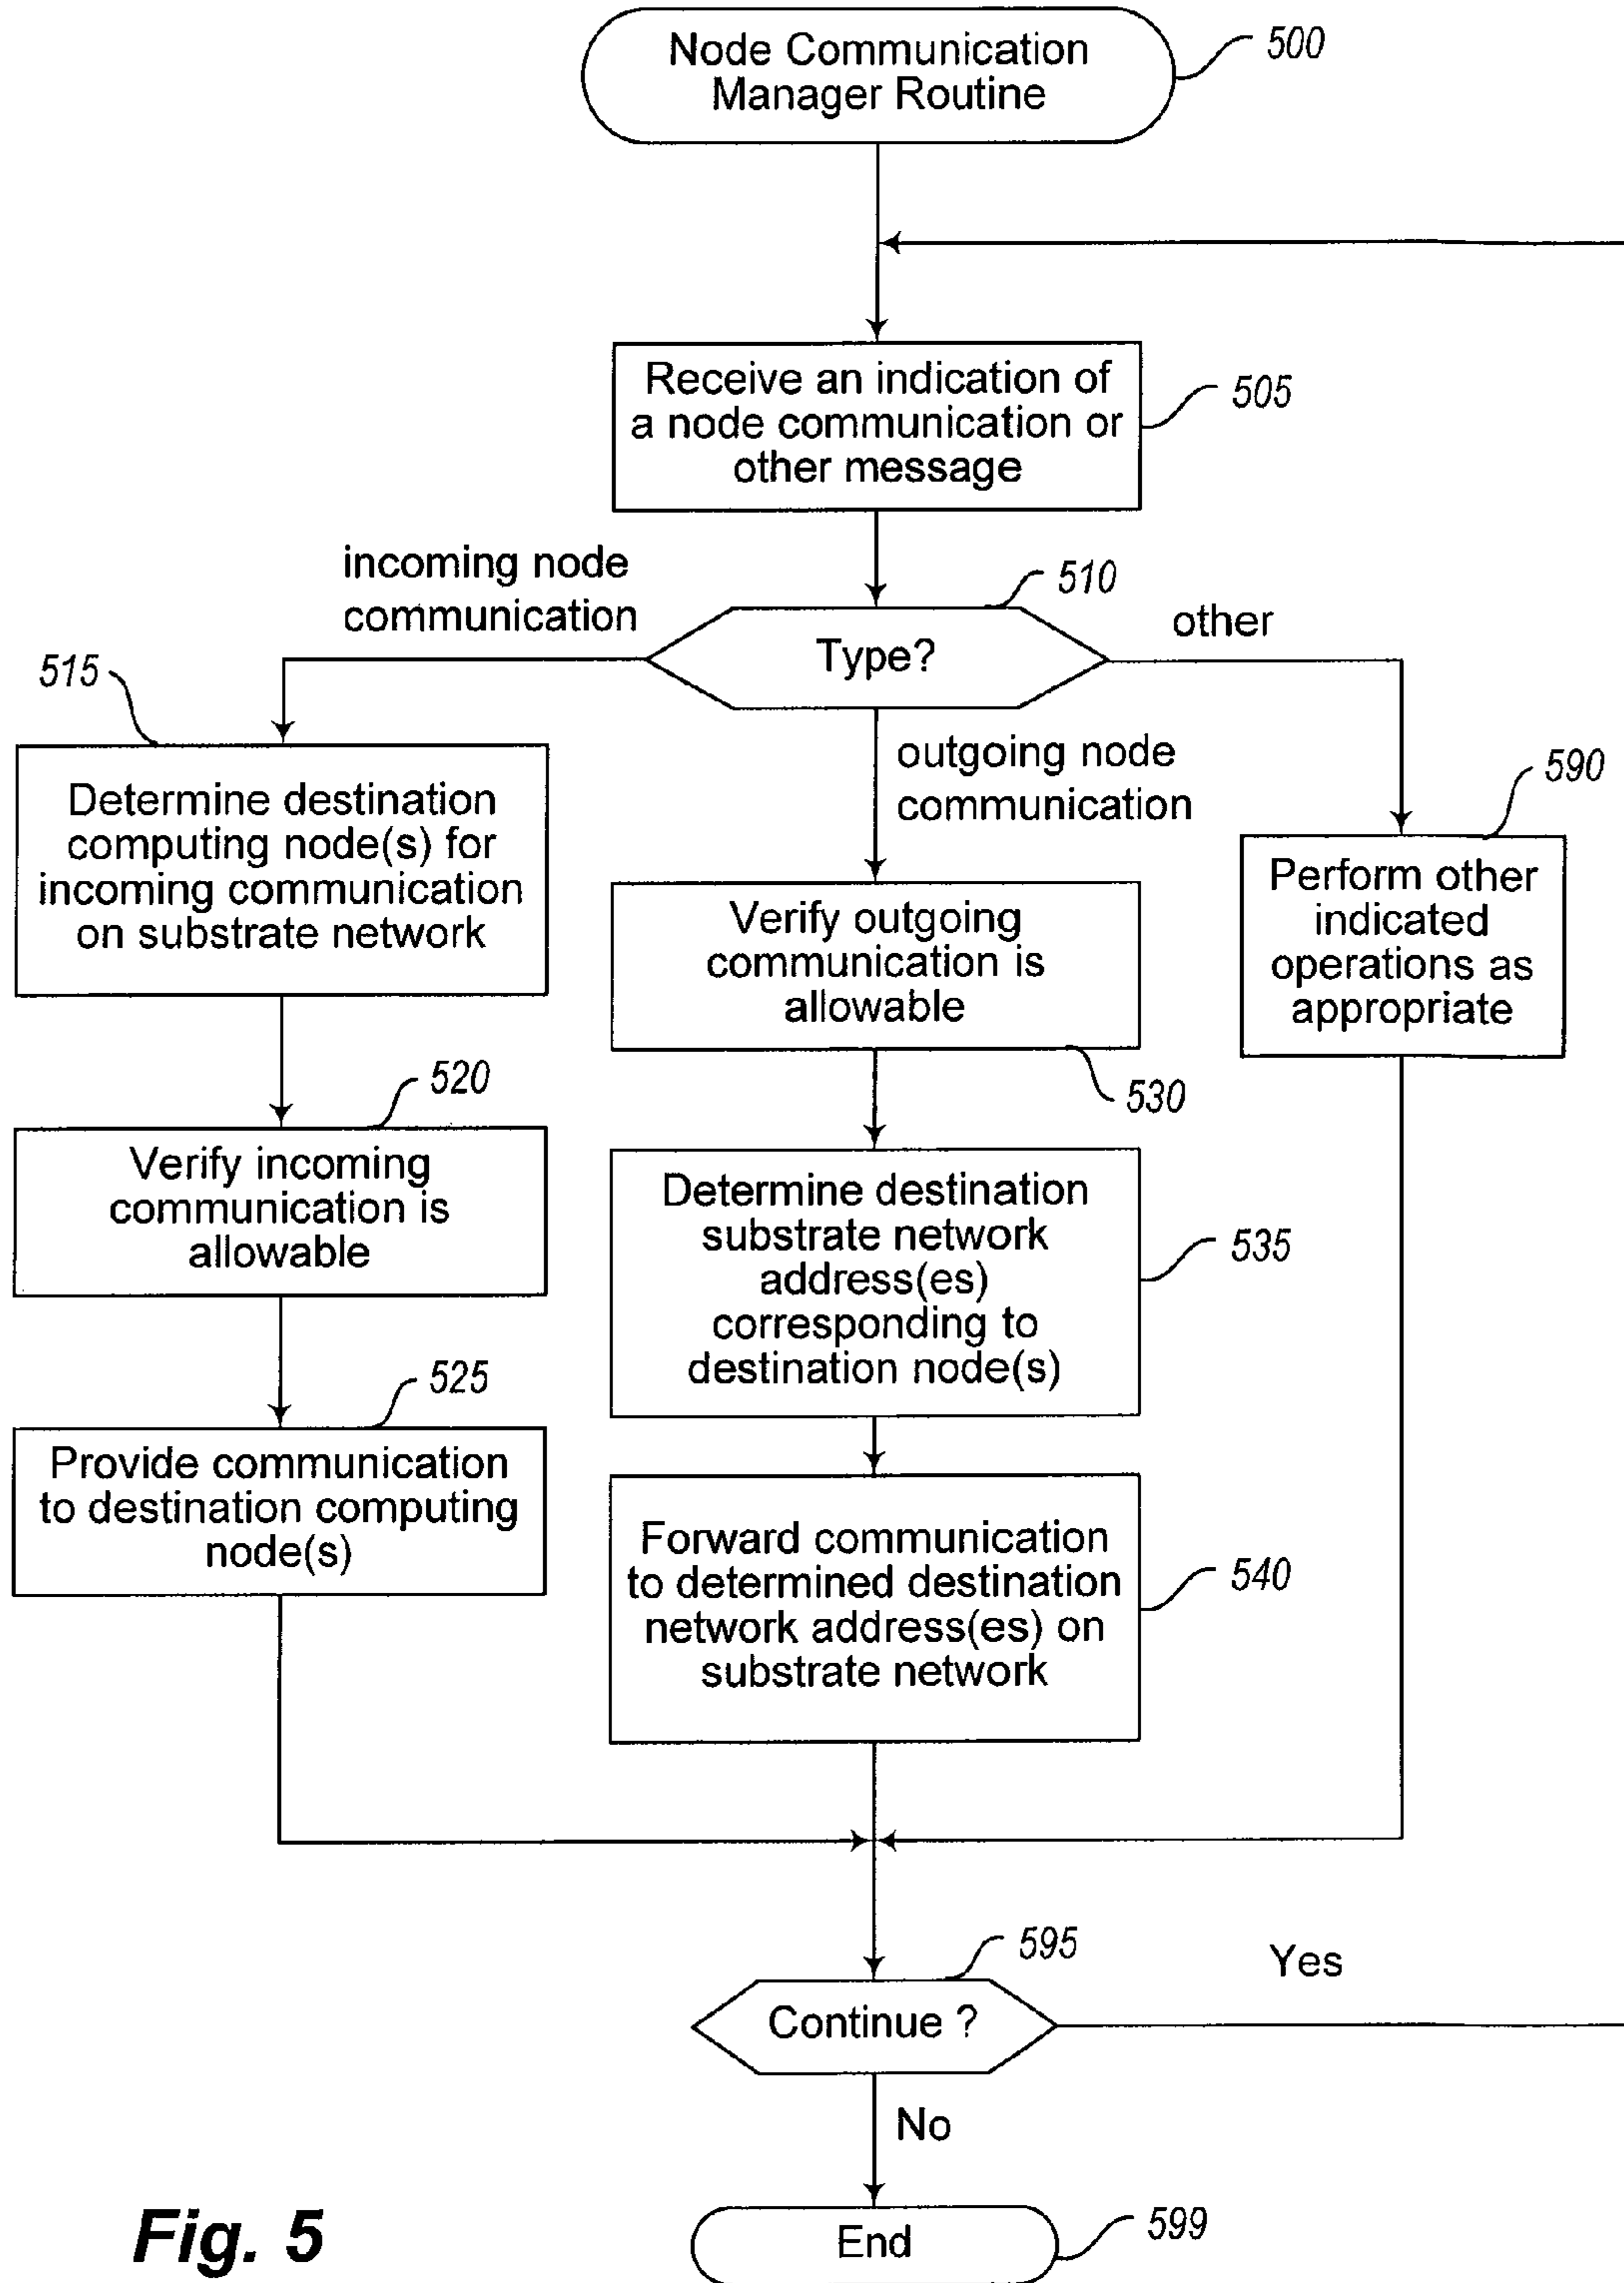 Node Communication
Manager Routine
500
Receive an indication of
a node communication or
other message
505
incoming node
communication
510
Type?
other
515
outgoing node
communication
590
Determine destination
computing node(s) for
incoming communication
on substrate network
Verify outgoing
communication is
allowable
530
Perform other
indicated
operations as
appropriate
520
Verify incoming
communication is
allowable
Determine destination
substrate network
address(es)
corresponding to
destination node(s)
535
525
Provide communication
to destination computing
node(s)
Forward communication
to determined destination
network address(es) on
substrate network
540
595
Continue ?
Yes
No
End
599
Fig. 5